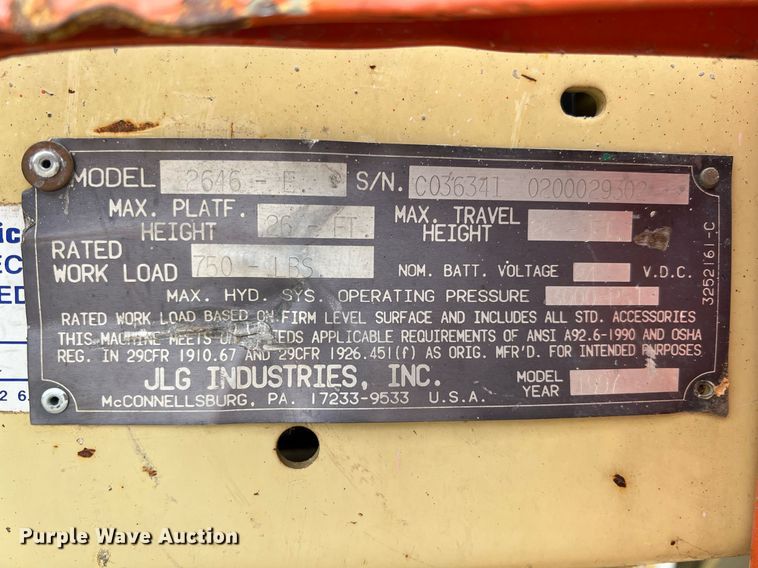 MODEL 2646 - E S/N. C036341 0200029302
MAX. PLATF. HEIGHT 26 - FT. MAX. TRAVEL HEIGHT
RATED WORK LOAD 750 - LBS NOM. BATT. VOLTAGE V.D.C.
MAX. HYD. SYS. OPERATING PRESSURE
RATED WORK LOAD BASED ON FIRM LEVEL SURFACE AND INCLUDES ALL STD. ACCESSORIES
THIS MACHINE MEETS APPLICABLE REQUIREMENTS OF ANSI A92.6-1990 AND OSHA
REG. IN 29CFR 1910.67 AND 29CFR 1926.451(f) AS ORIG. MFR'D. FOR INTENDED PURPOSES
JLG INDUSTRIES, INC. MODEL YEAR
McCONNELLSBURG, PA. 17233-9533 U.S.A.
3252161-C
Purple Wave Auction